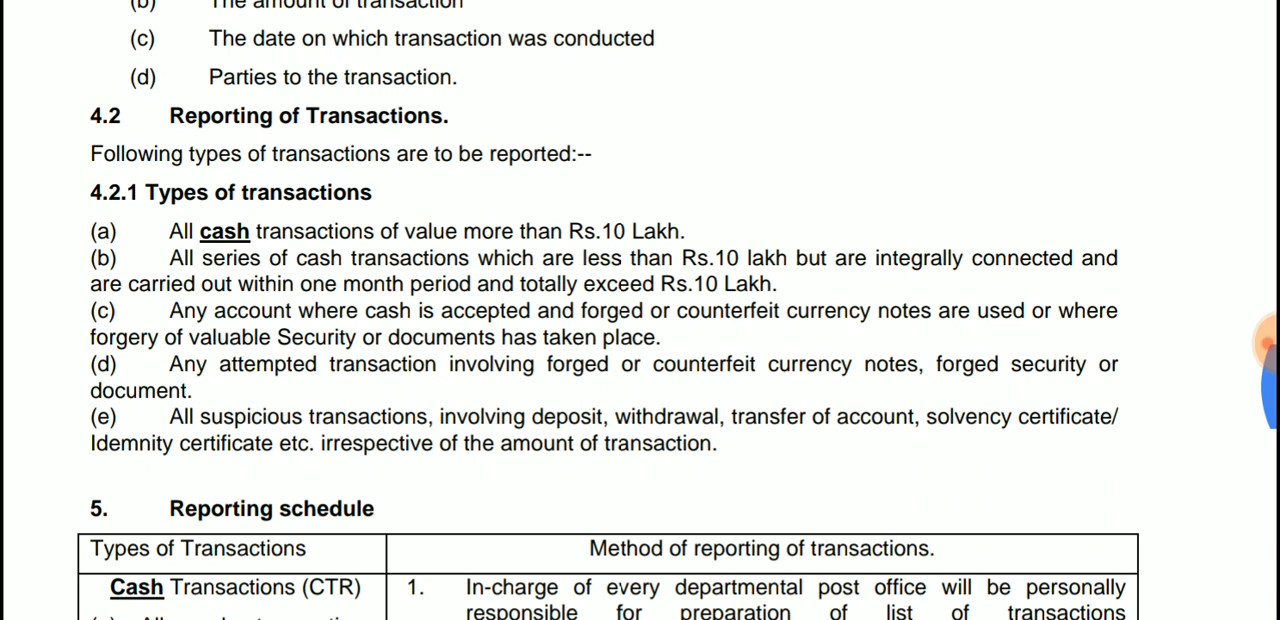 (b) The amount of transaction
(c) The date on which transaction was conducted
(d) Parties to the transaction.
4.2 Reporting of Transactions.
Following types of transactions are to be reported:--
4.2.1 Types of transactions
(a) All cash transactions of value more than Rs.10 Lakh.
(b) All series of cash transactions which are less than Rs.10 lakh but are integrally connected and
are carried out within one month period and totally exceed Rs.10 Lakh.
(c) Any account where cash is accepted and forged or counterfeit currency notes are used or where
forgery of valuable Security or documents has taken place.
(d) Any attempted transaction involving forged or counterfeit currency notes, forged security or
document.
(e) All suspicious transactions, involving deposit, withdrawal, transfer of account, solvency certificate/
Idemnity certificate etc. irrespective of the amount of transaction.
5. Reporting schedule
Types of Transactions Method of reporting of transactions.
Cash Transactions (CTR) 1. In-charge of every departmental post office will be personally
responsible for preparation of list of transactions